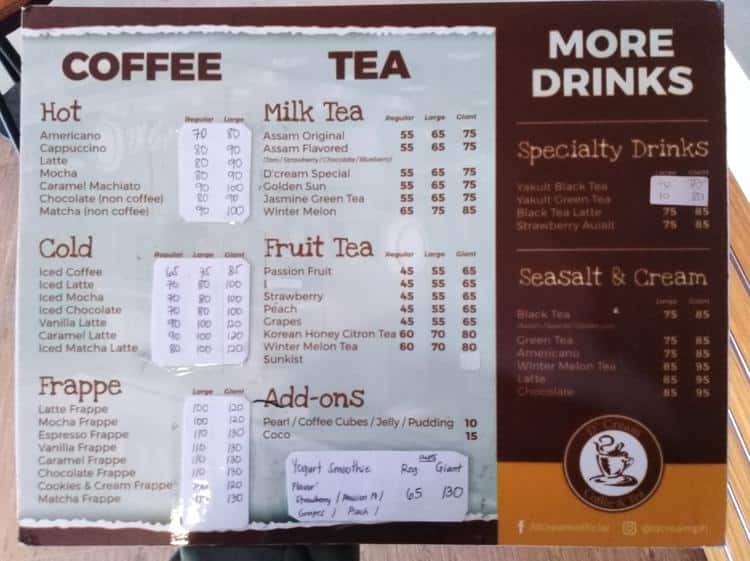 COFFEE
Hot
Regular Large
Americano 70 80
Cappuccino 80 90
Latte 80 90
Mocha 80 90
Caramel Machiato 90 100
Chocolate (non coffee) 80 90
Matcha (non coffee) 90 100
Cold
Regular Large Giant
Iced Coffee 65 75 85
Iced Latte 70 80 100
Iced Mocha 70 80 100
Iced Chocolate 70 80 100
Vanilla Latte 90 100 120
Caramel Latte 90 100 120
Iced Matcha Latte 80 100 120
Frappe
Large Giant
Latte Frappe 100 120
Mocha Frappe 100 120
Espresso Frappe 110 130
Vanilla Frappe 110 130
Caramel Frappe 110 130
Chocolate Frappe 110 130
Cookies & Cream Frappe 120
Matcha Frappe 130
TEA
Milk Tea
Regular Large Giant
Assam Original 55 65 75
Assam Flavored 55 65 75
(Taro / Strawberry / Chocolate / Blueberry)
D'cream Special 55 65 75
Golden Sun 55 65 75
Jasmine Green Tea 55 65 75
Winter Melon 65 75 85
Fruit Tea
Regular Large Giant
Passion Fruit 45 55 65
45 55 65
Strawberry 45 55 65
Peach 45 55 65
Grapes 45 55 65
Korean Honey Citron Tea 60 70 80
Winter Melon Tea 60 70 80
Sunkist
Add-ons
Pearl / Coffee Cubes / Jelly / Pudding 10
Coco 15
Yogurt Smoothie Reg Giant
Flavor:
Strawberry / Passion Fr / 65 130
Grapes / Peach /
MORE
DRINKS
Specialty Drinks
Large Giant
Yakult Black Tea
Yakult Green Tea 80
Black Tea Latte 75 85
Strawberry Aulait 75 85
Seasalt & Cream
Large Giant
Black Tea 75 85
Green Tea 75 85
Americano 75 85
Winter Melon Tea 85 95
Latte 85 95
Chocolate 85 95
D' Cream
Coffee & Tea